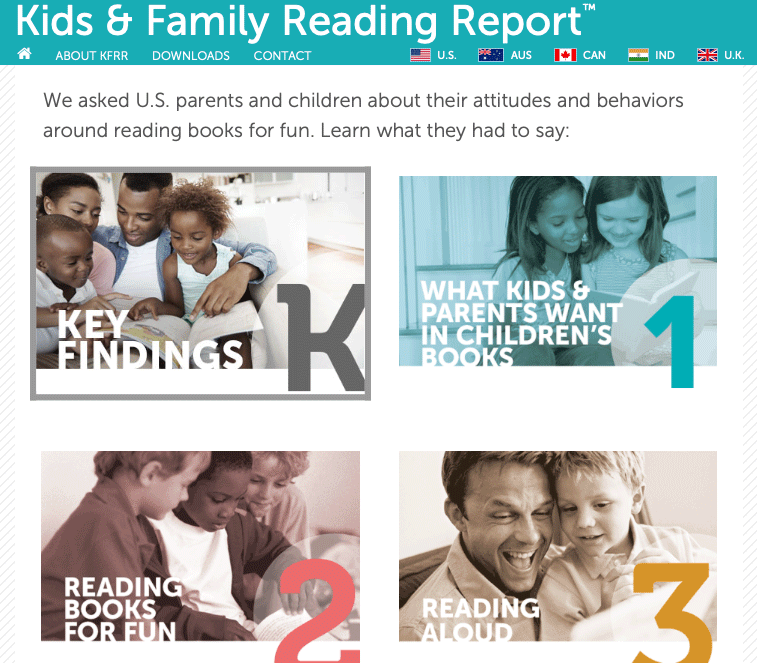 Kids & Family Reading Report™
ABOUT KFRR DOWNLOADS CONTACT U.S. AUS CAN IND U.K.
We asked U.S. parents and children about their attitudes and behaviors
around reading books for fun. Learn what they had to say:
KEY
FINDINGS
K
WHAT KIDS &
PARENTS WANT
IN CHILDREN'S
BOOKS
1
READING
BOOKS
FOR FUN
2
READING
ALOUD
3